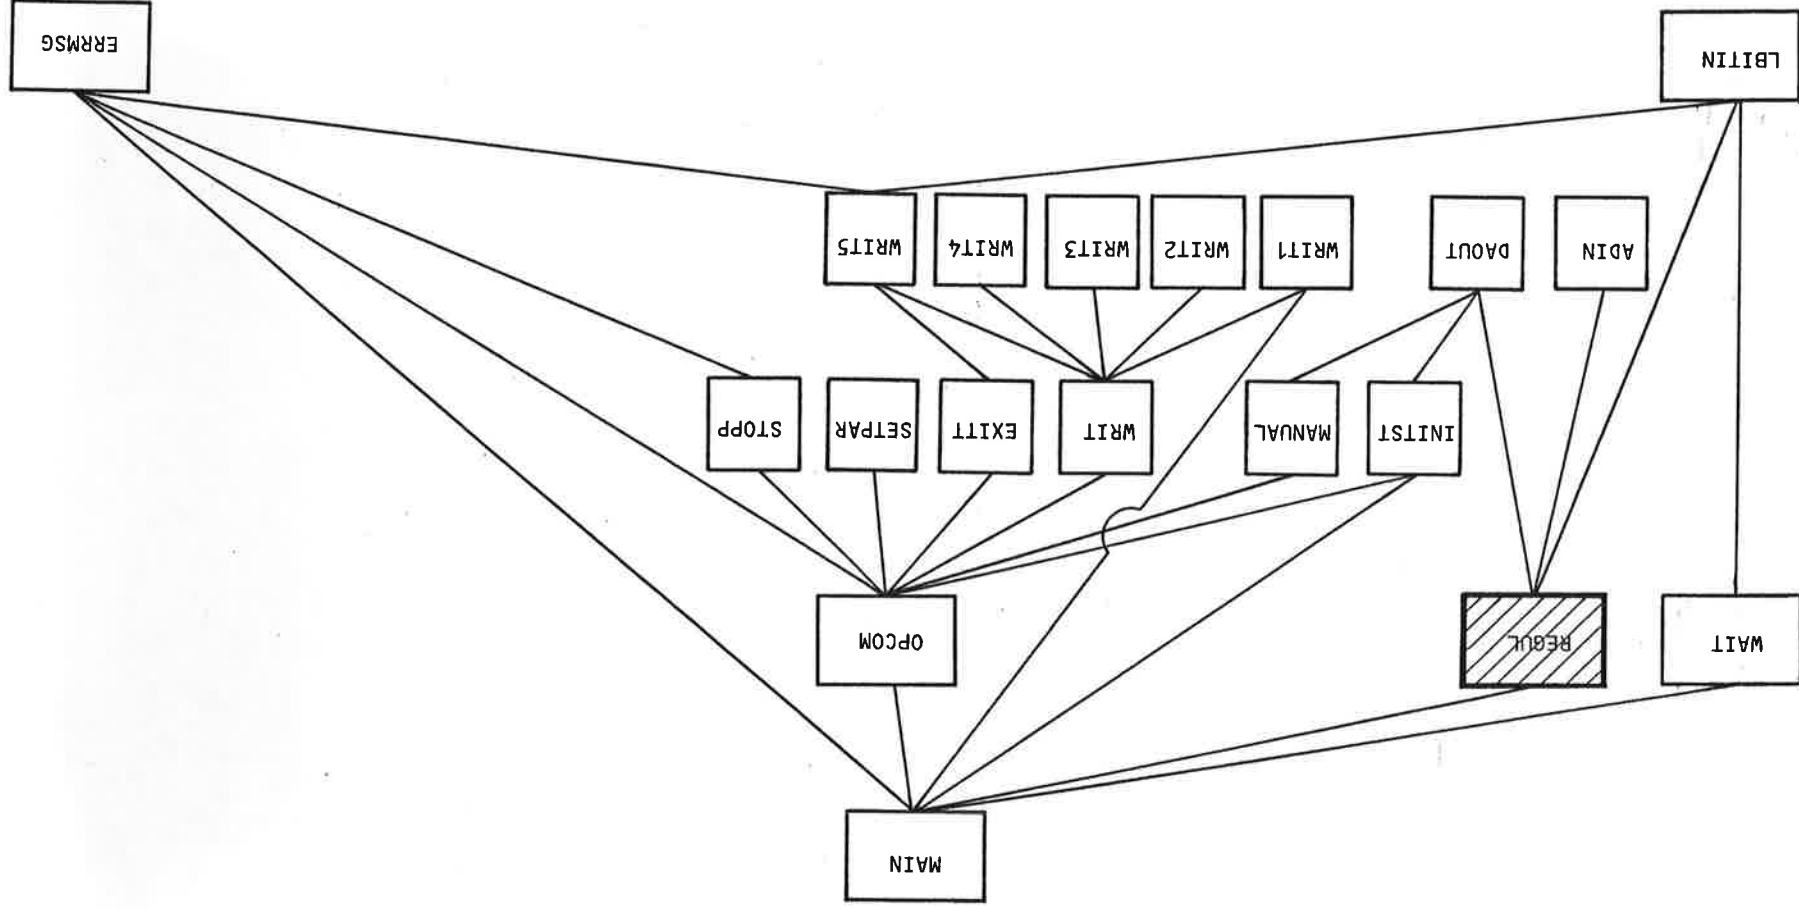 MAIN
WAIT
REGUL
OPCOM
INITST
MANUAL
WRIT
EXITT
SETPAR
STOPP
ADIN
DAOUT
WRIT1
WRIT2
WRIT3
WRIT4
WRIT5
LBITIN
ERRMSG